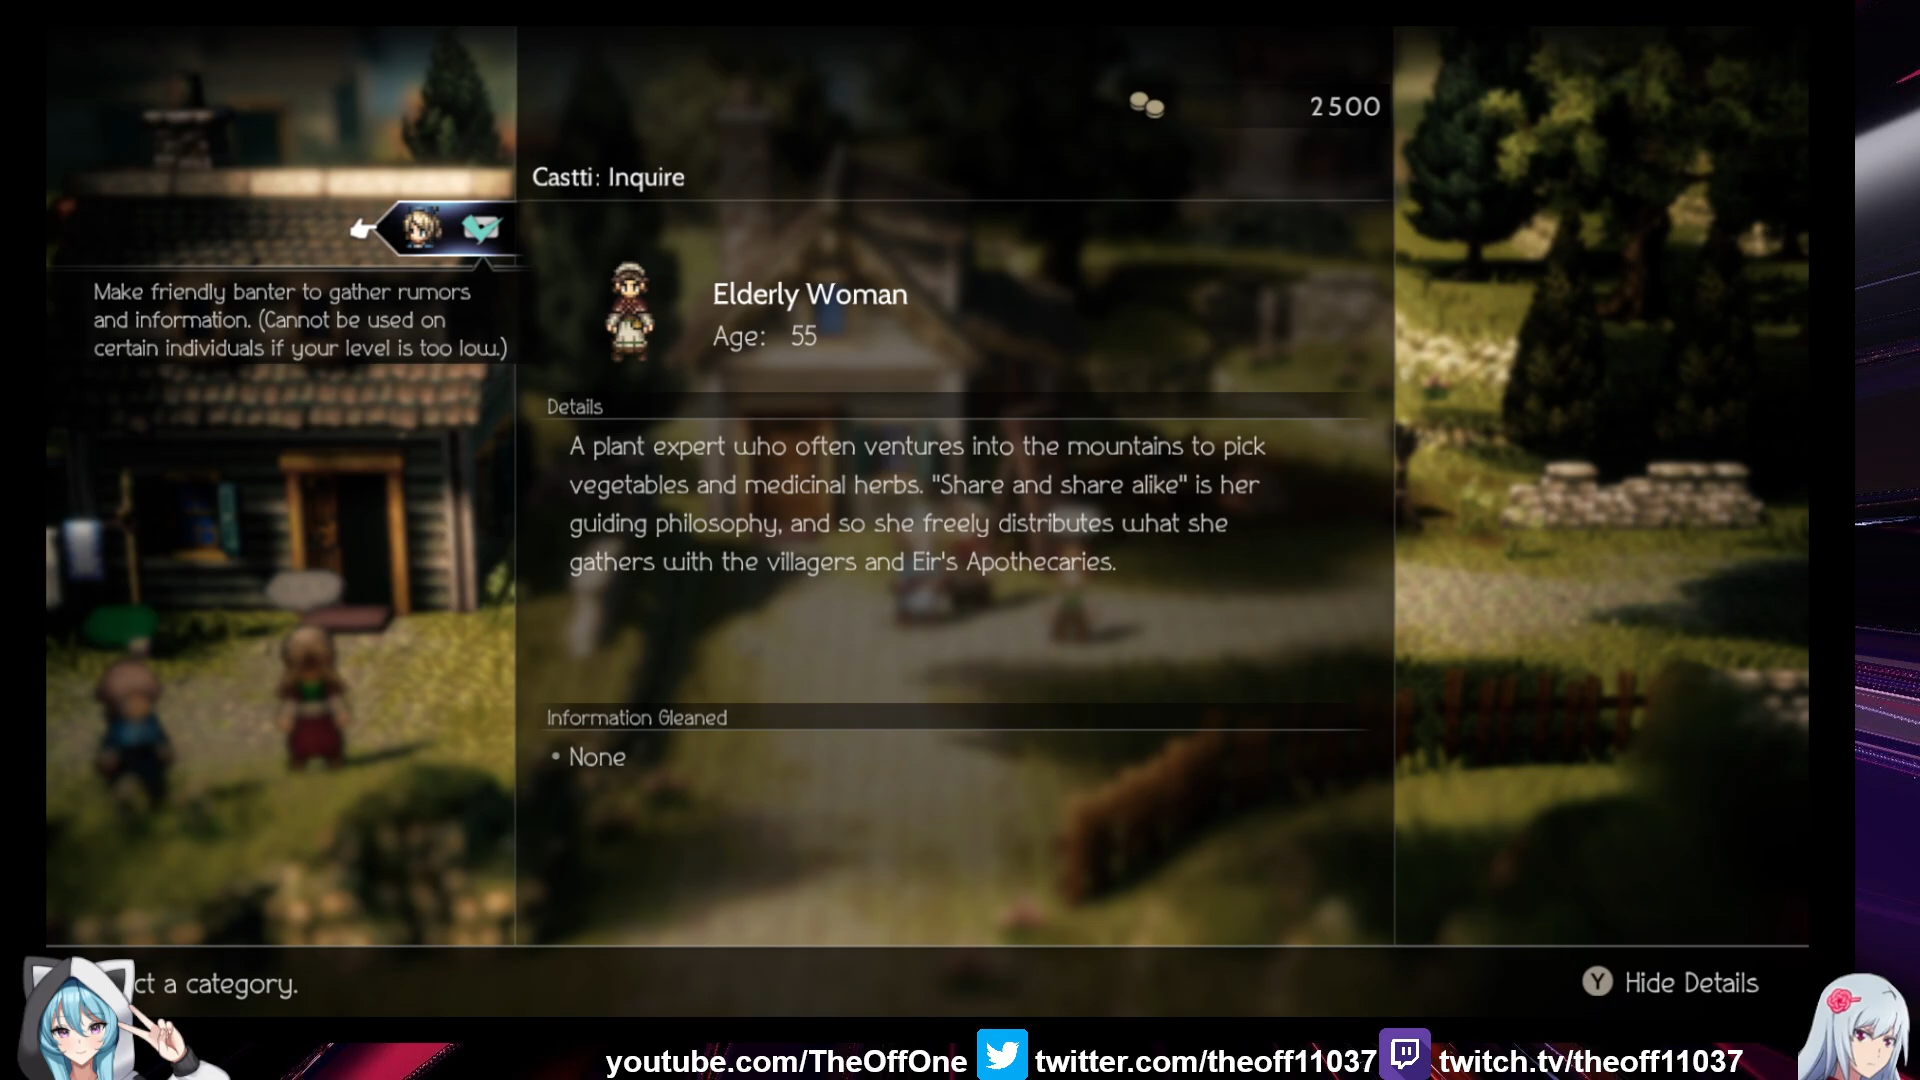 2500
Castti: Inquire
Make friendly banter to gather rumors
and information. (Cannot be used on
certain individuals if your level is too low.)
Elderly Woman
Age: 55
Details
A plant expert who often ventures into the mountains to pick
vegetables and medicinal herbs. "Share and share alike" is her
guiding philosophy, and so she freely distributes what she
gathers with the villagers and Eir's Apothecaries.
Information Gleaned
• None
ct a category.
Y Hide Details
youtube.com/TheOffOne twitter.com/theoff11037 twitch.tv/theoff11037